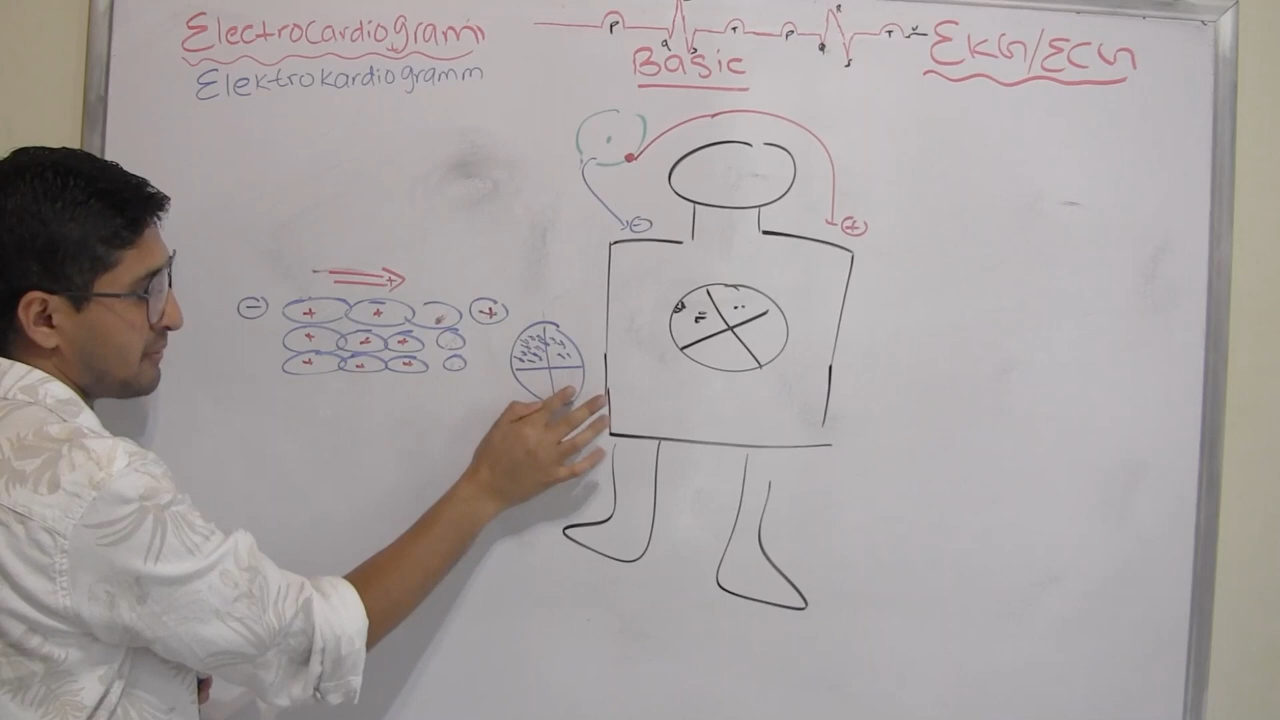 Electrocardiogram
Elektrokardiogramm
P Q R S T P Q R S T
Basic
EKG/ECG
- +
- + + + +
+ + +
+ + +